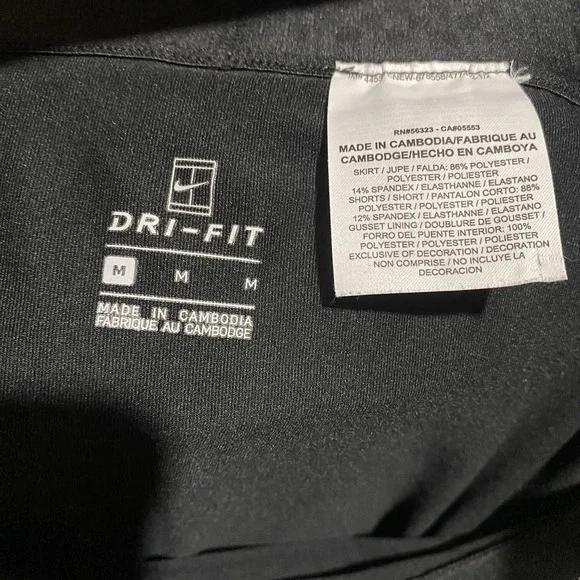 DRI-FIT
M M M
MADE IN CAMBODIA
FABRIQUE AU CAMBODGE
RN#56323 - CA#05553
MADE IN CAMBODIA/FABRIQUE AU
CAMBODGE/HECHO EN CAMBOYA
SKIRT / JUPE / FALDA: 86% POLYESTER /
POLYESTER / POLIESTER
14% SPANDEX / ELASTHANNE / ELASTANO
SHORTS / SHORT / PANTALON CORTO: 88%
POLYESTER / POLYESTER / POLIESTER
12% SPANDEX / ELASTHANNE / ELASTANO
GUSSET LINING / DOUBLURE DE GOUSSET /
FORRO DEL PUENTE INTERIOR: 100%
POLYESTER / POLYESTER / POLIESTER
EXCLUSIVE OF DECORATION / DECORATION
NON COMPRISE / NO INCLUYE LA
DECORACION